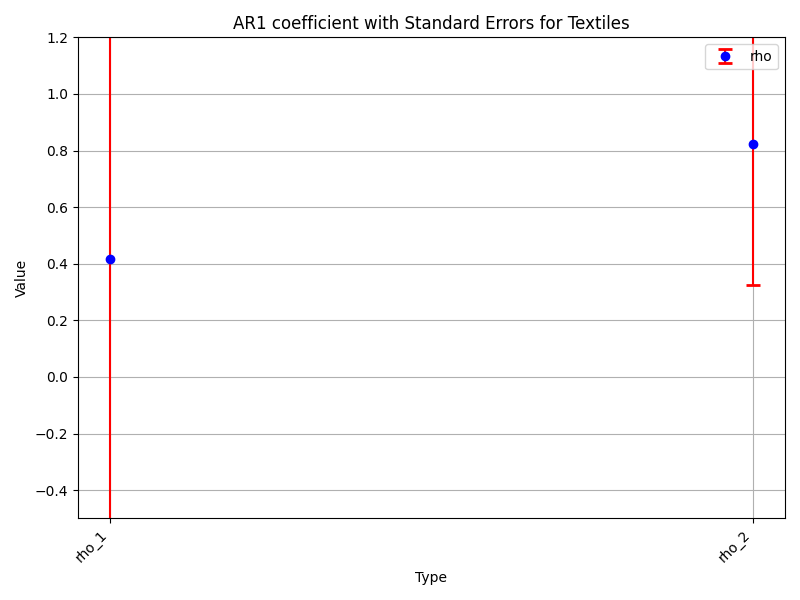 AR1 coefficient with Standard Errors for Textiles
rho
1.2
1.0
0.8
0.6
0.4
0.2
0.0
−0.2
−0.4
Value
rho_1
rho_2
Type